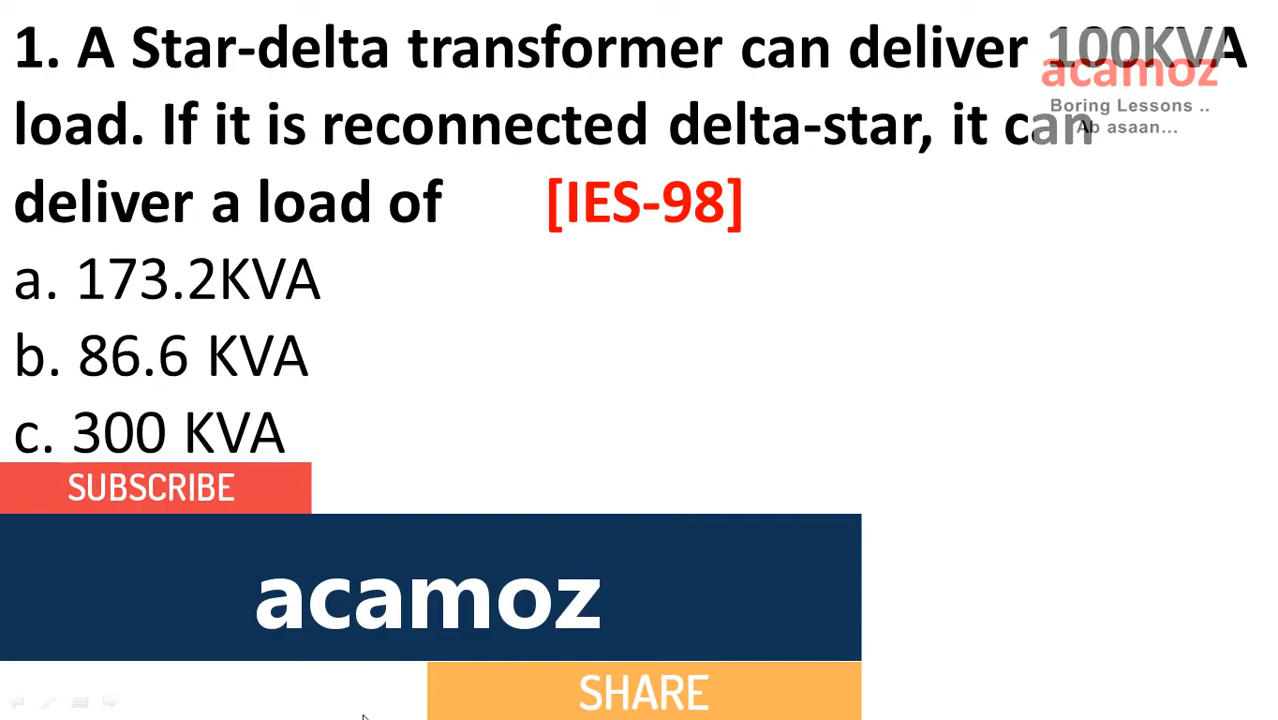 1. A Star-delta transformer can deliver 100KVA
load. If it is reconnected delta-star, it can
deliver a load of [IES-98]
a. 173.2KVA
b. 86.6 KVA
c. 300 KVA
acamoz
Boring Lessons ..
Ab asaan...
SUBSCRIBE
acamoz
SHARE